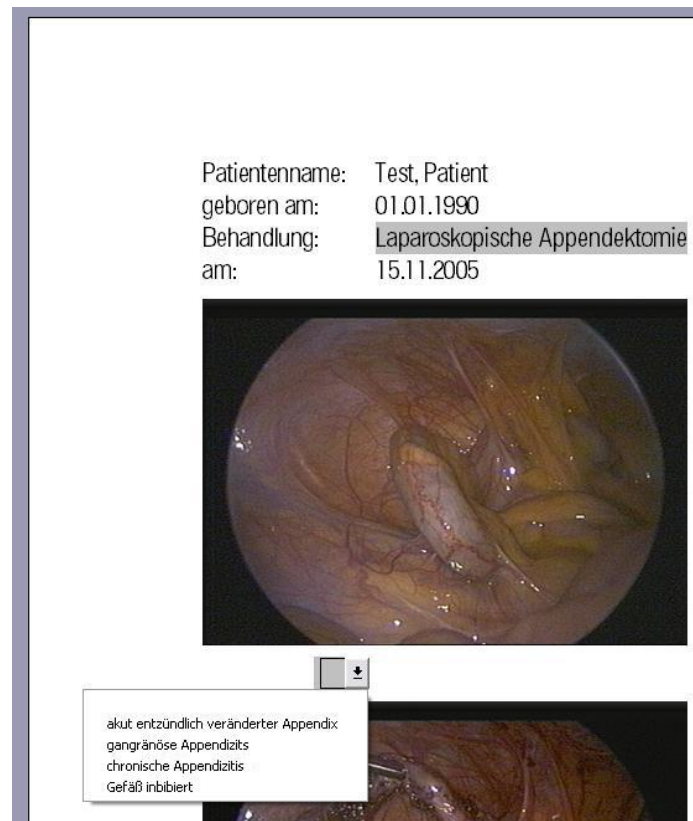 Patientenname: Test, Patient
geboren am: 01.01.1990
Behandlung: Laparoskopische Appendektomie
am: 15.11.2005
akut entzündlich veränderter Appendix
gangränöse Appendizits
chronische Appendizitis
Gefäß inbibiert